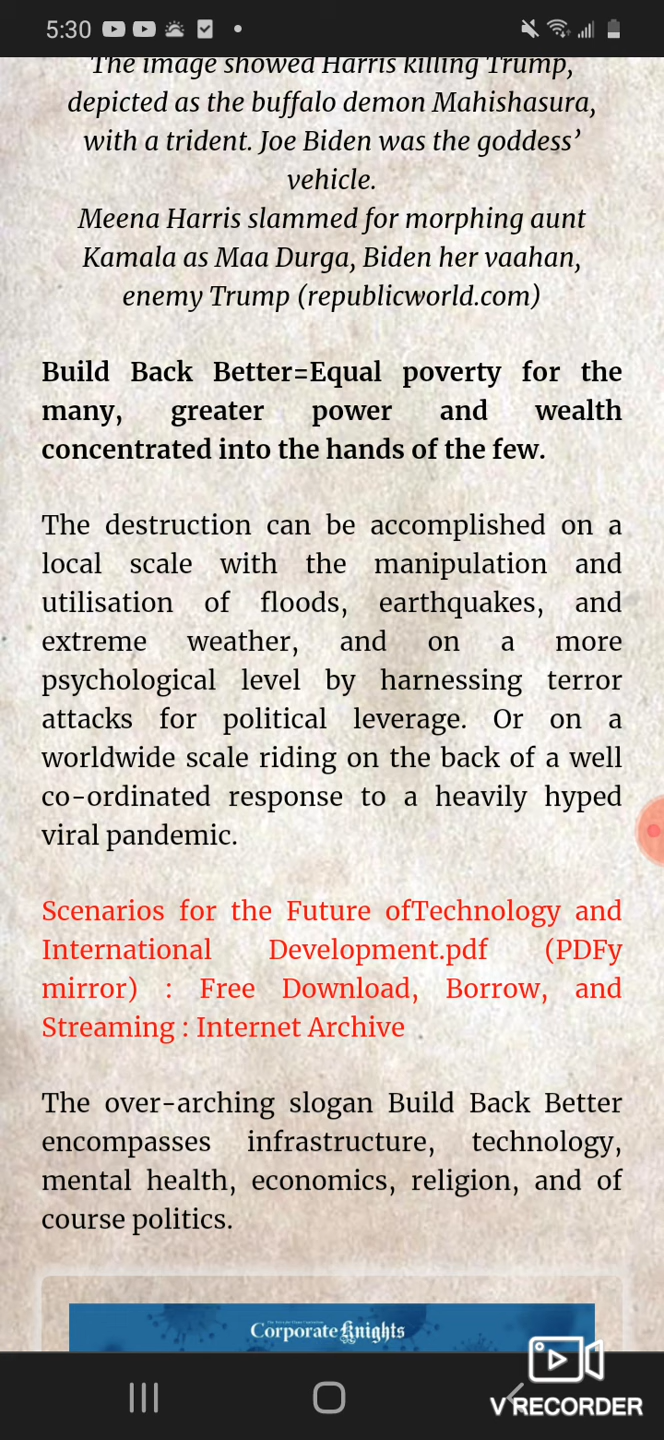 5:30
The image showed Harris killing Trump,
depicted as the buffalo demon Mahishasura,
with a trident. Joe Biden was the goddess’
vehicle.
Meena Harris slammed for morphing aunt
Kamala as Maa Durga, Biden her vaahan,
enemy Trump (republicworld.com)
Build Back Better=Equal poverty for the
many, greater power and wealth
concentrated into the hands of the few.
The destruction can be accomplished on a
local scale with the manipulation and
utilisation of floods, earthquakes, and
extreme weather, and on a more
psychological level by harnessing terror
attacks for political leverage. Or on a
worldwide scale riding on the back of a well
co-ordinated response to a heavily hyped
viral pandemic.
Scenarios for the Future ofTechnology and
International Development.pdf (PDFy
mirror) : Free Download, Borrow, and
Streaming : Internet Archive
The over-arching slogan Build Back Better
encompasses infrastructure, technology,
mental health, economics, religion, and of
course politics.
Corporate Knights
V RECORDER